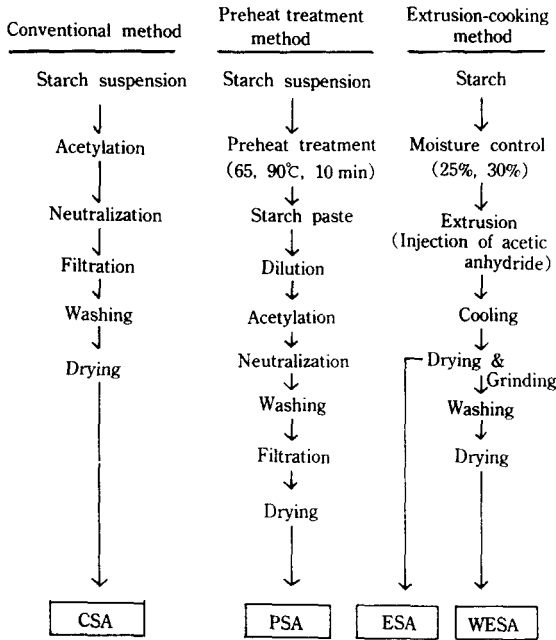 Conventional method
Starch suspension
Acetylation
Neutralization
Filtration
Washing
Drying
CSA
Preheat treatment
method
Starch suspension
Preheat treatment
(65, 90℃, 10 min)
Starch paste
Dilution
Acetylation
Neutralization
Washing
Filtration
Drying
PSA
Extrusion-cooking
method
Starch
Moisture control
(25%, 30%)
Extrusion
(Injection of acetic
anhydride)
Cooling
Drying &
Grinding
Washing
Drying
ESA
WESA